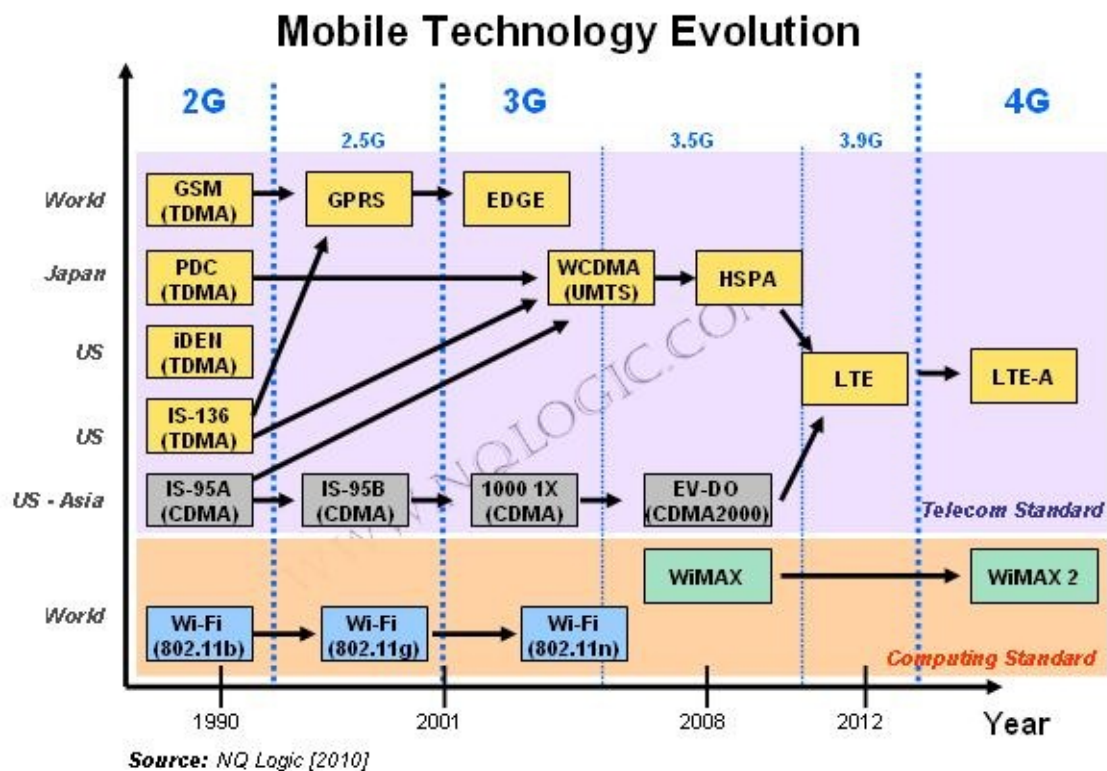 Mobile Technology Evolution
2G
3G
4G
2.5G
3.5G
3.9G
World
GSM
(TDMA)
GPRS
EDGE
Japan
PDC
(TDMA)
WCDMA
(UMTS)
HSPA
US
iDEN
(TDMA)
LTE
LTE-A
US
IS-136
(TDMA)
US - Asia
IS-95A
(CDMA)
IS-95B
(CDMA)
1000 1X
(CDMA)
EV-DO
(CDMA2000)
Telecom Standard
WWW.NQLOGIC.COM
World
WiMAX
WiMAX 2
Wi-Fi
(802.11b)
Wi-Fi
(802.11g)
Wi-Fi
(802.11n)
Computing Standard
1990
2001
2008
2012
Year
Source: NQ Logic [2010]